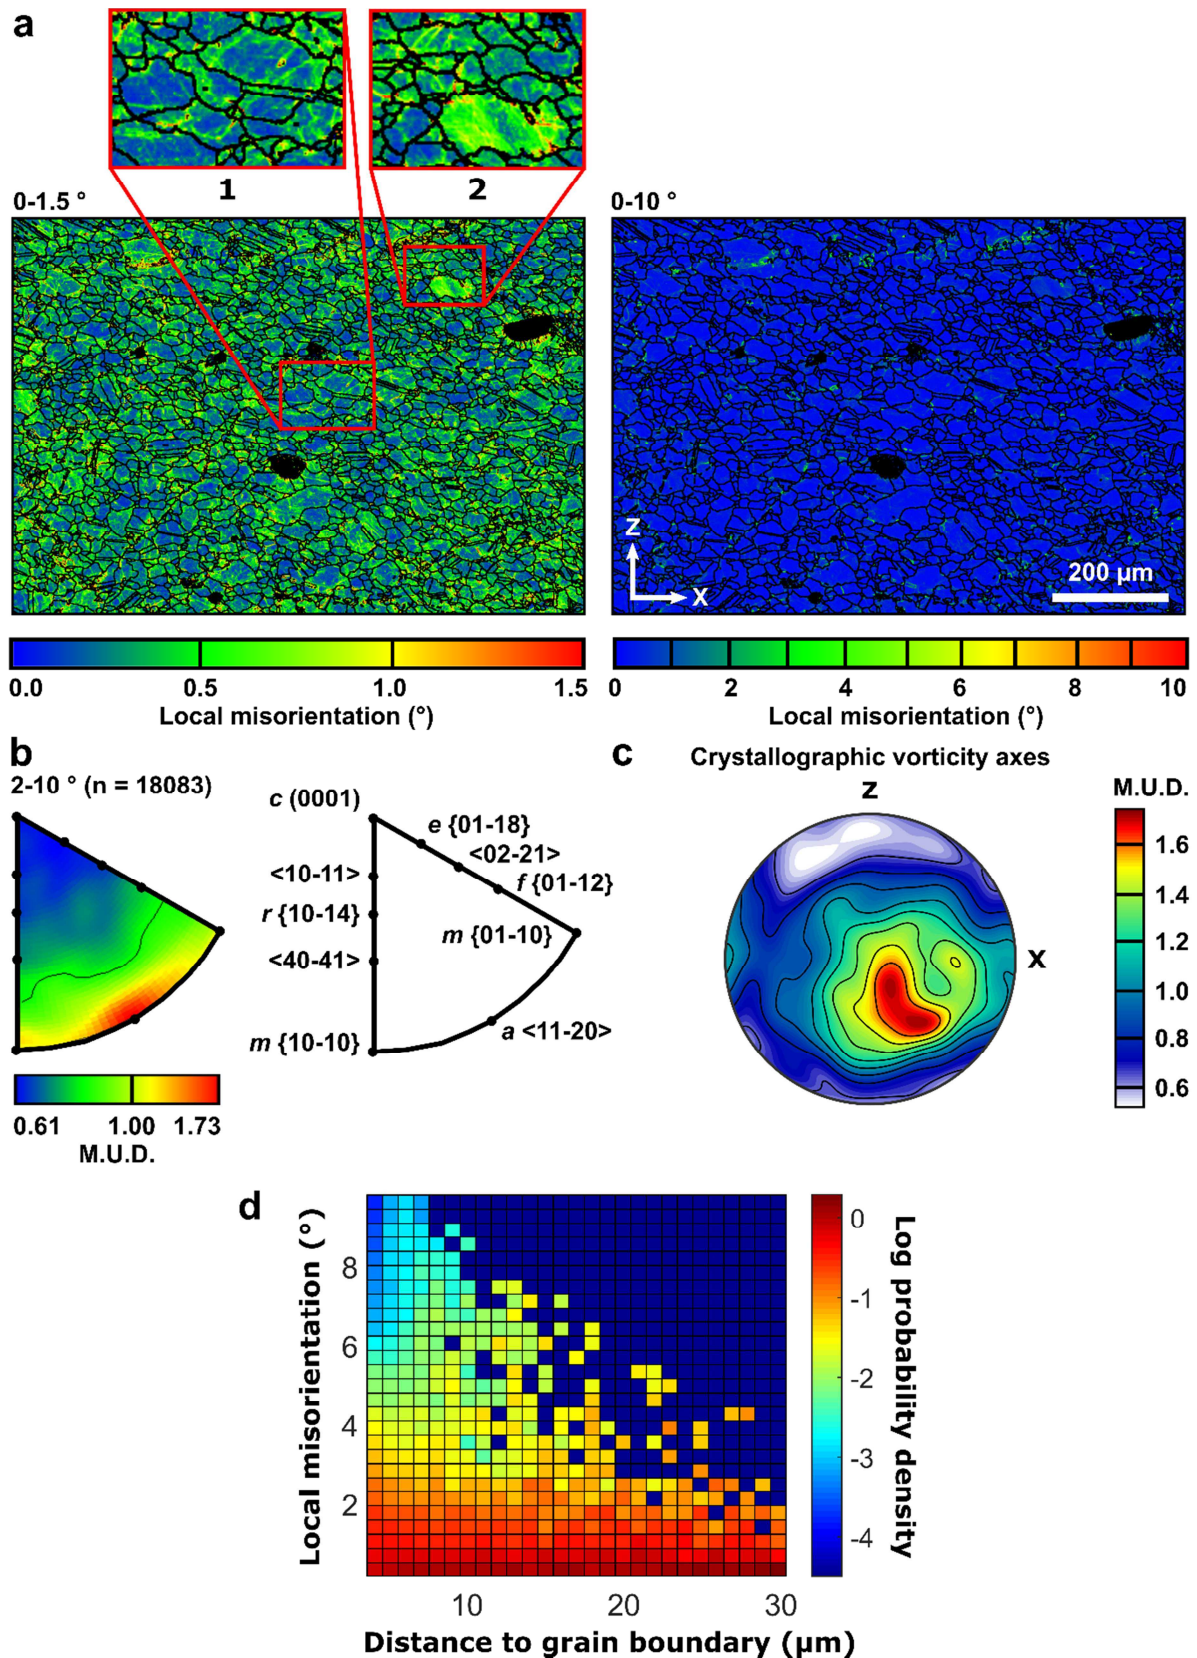 a
1
2
0-1.5 °
0-10 °
Z
X
200 µm
0.0 0.5 1.0 1.5
Local misorientation (°)
0 2 4 6 8 10
Local misorientation (°)
b
2-10 ° (n = 18083)
c (0001)
e {01-18}
<02-21>
<10-11>
f {01-12}
r {10-14}
m {01-10}
<40-41>
m {10-10}
a <11-20>
0.61 1.00 1.73
M.U.D.
c
Crystallographic vorticity axes
Z
X
M.U.D.
1.6
1.4
1.2
1.0
0.8
0.6
d
Local misorientation (°)
8
6
4
2
10 20 30
Distance to grain boundary (µm)
0
-1
-2
-3
-4
Log probability density